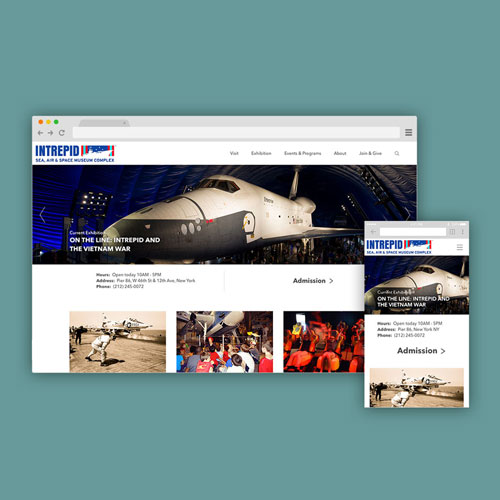 INTREPID
SEA, AIR & SPACE MUSEUM COMPLEX
Visit Exhibition Events & Programs About Join & Give
Current Exhibition
ON THE LINE: INTREPID AND
THE VIETNAM WAR
Hours: Open today 10AM - 5PM
Address: Pier 86, W 46th St & 12th Ave, New York
Phone: (212) 245-0072
Admission >
INTREPID
SEA, AIR & SPACE MUSEUM COMPLEX
Current Exhibition
ON THE LINE: INTREPID AND
THE VIETNAM WAR
Hours: Open today 10AM - 5PM
Address: Pier 86, New York NY
Phone: (212) 245-0072
Admission >